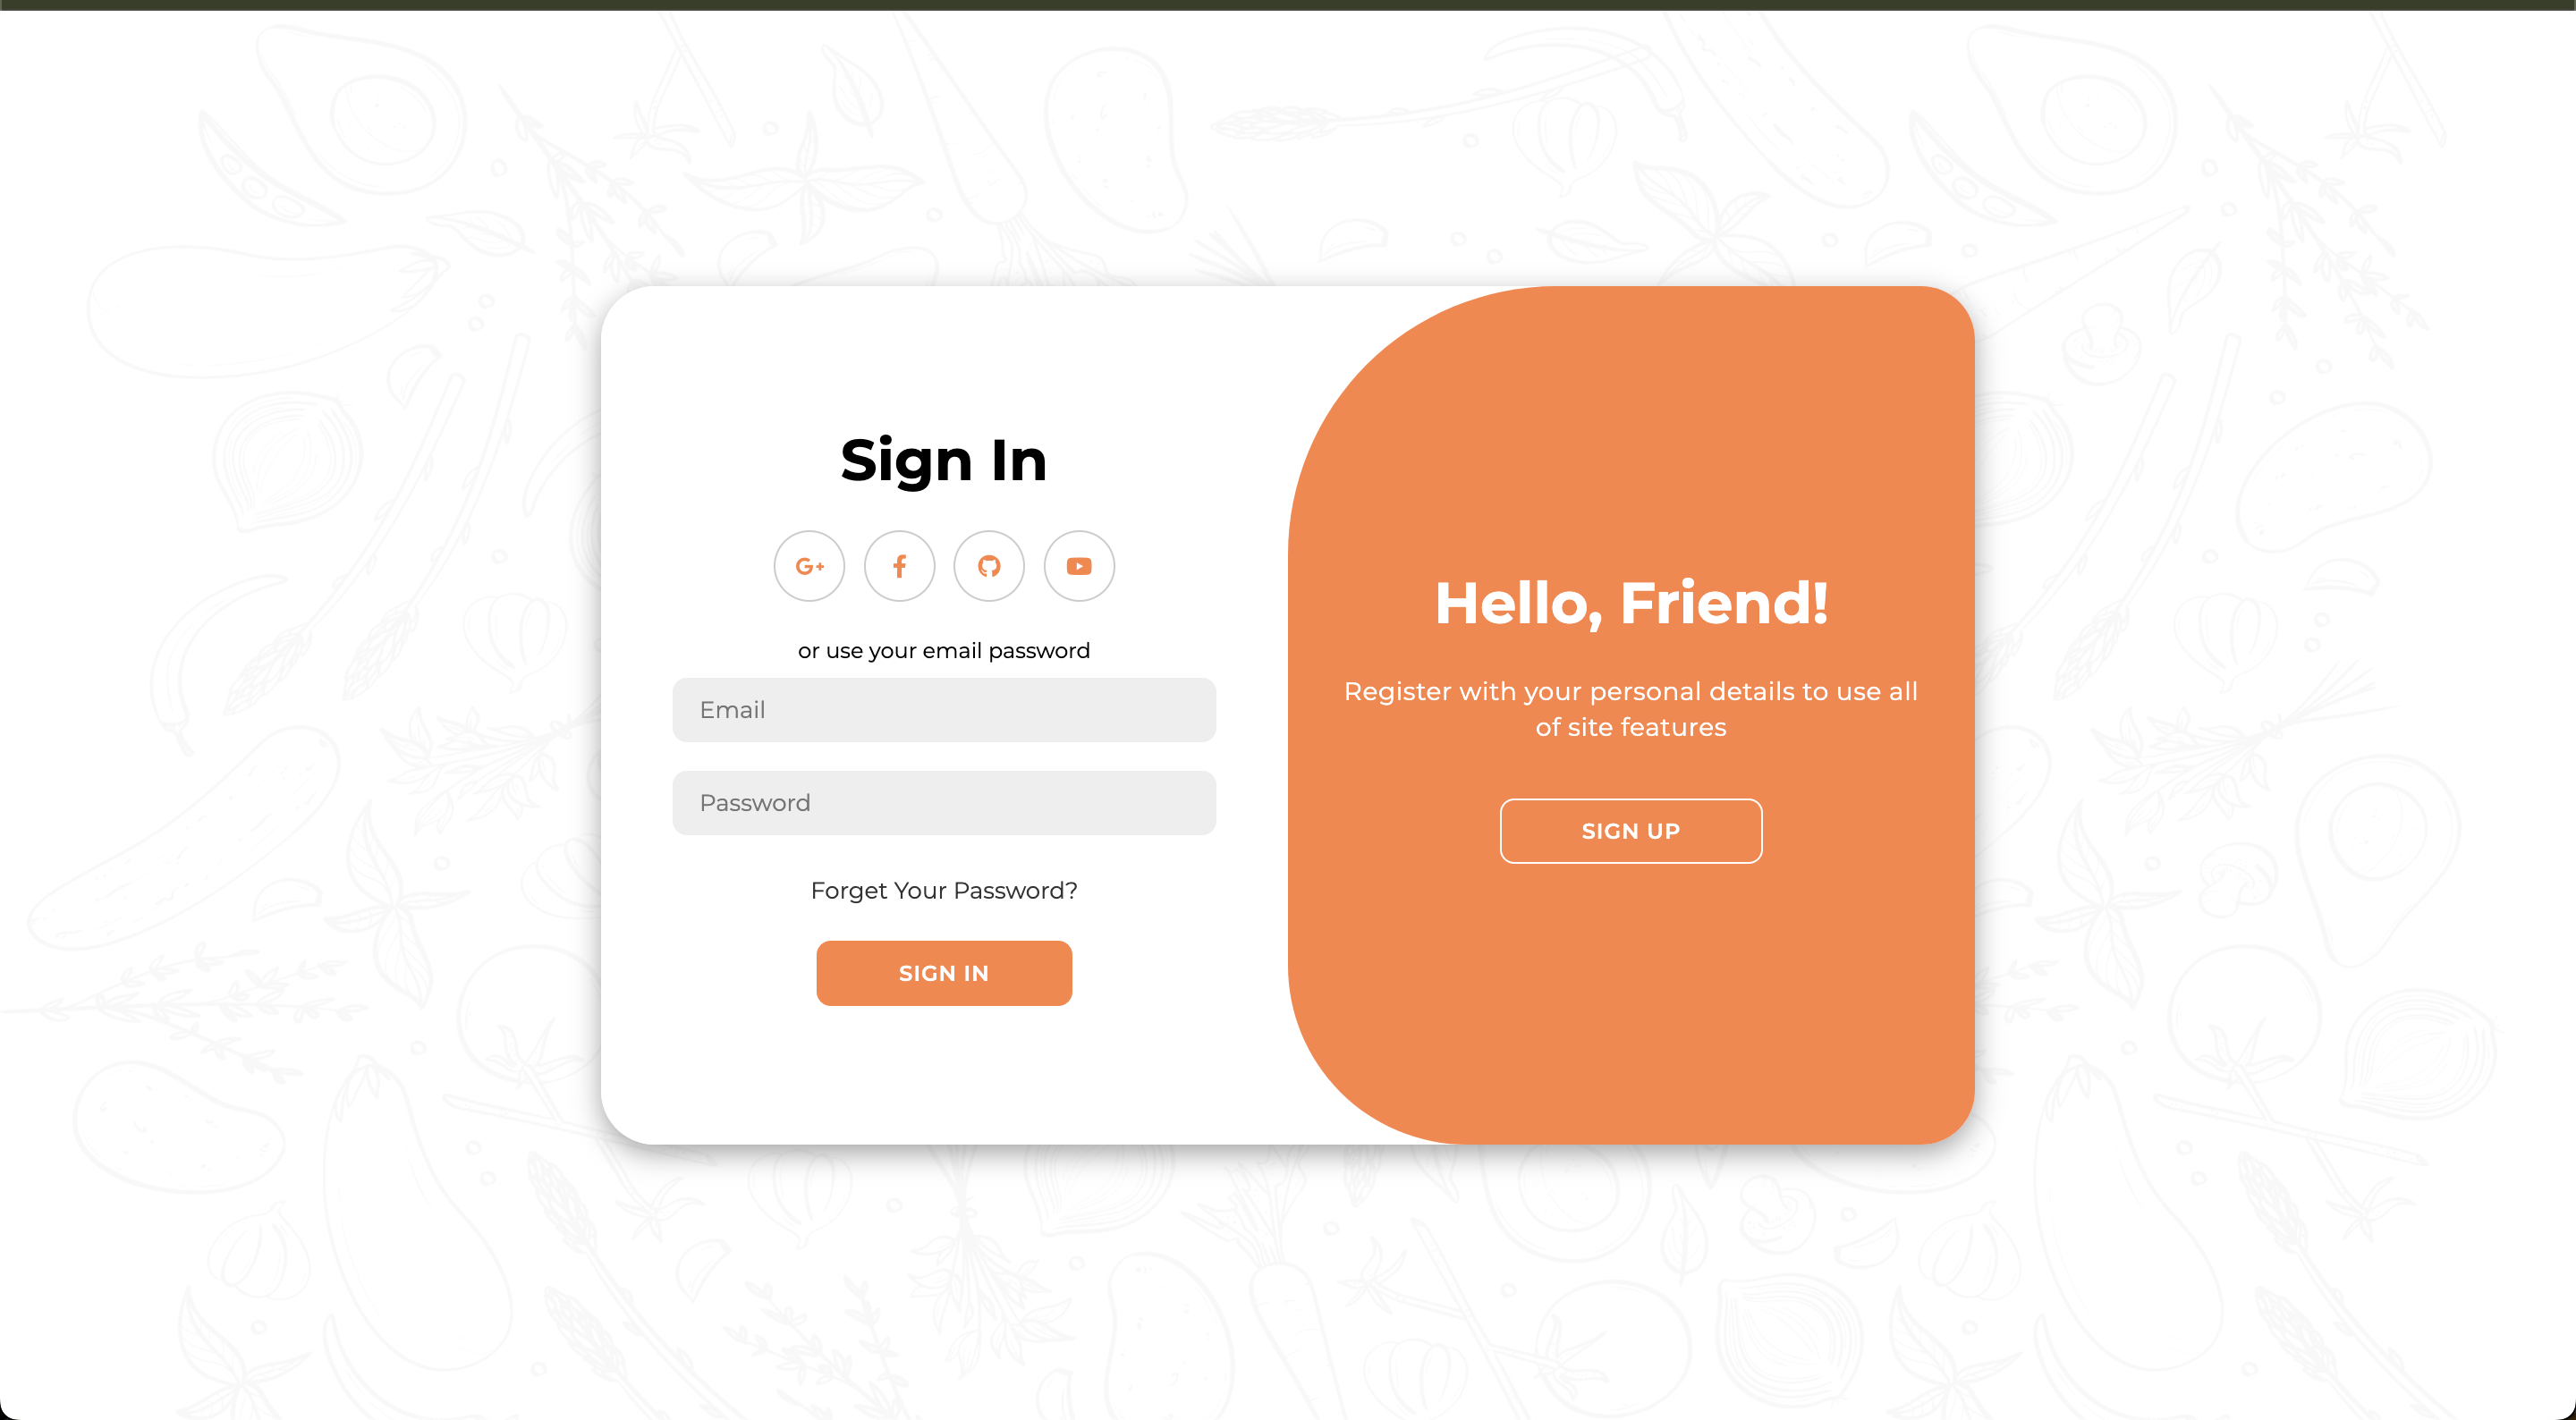 Sign In
G+
or use your email password
Email
Password
Forget Your Password?
SIGN IN
Hello, Friend!
Register with your personal details to use all
of site features
SIGN UP